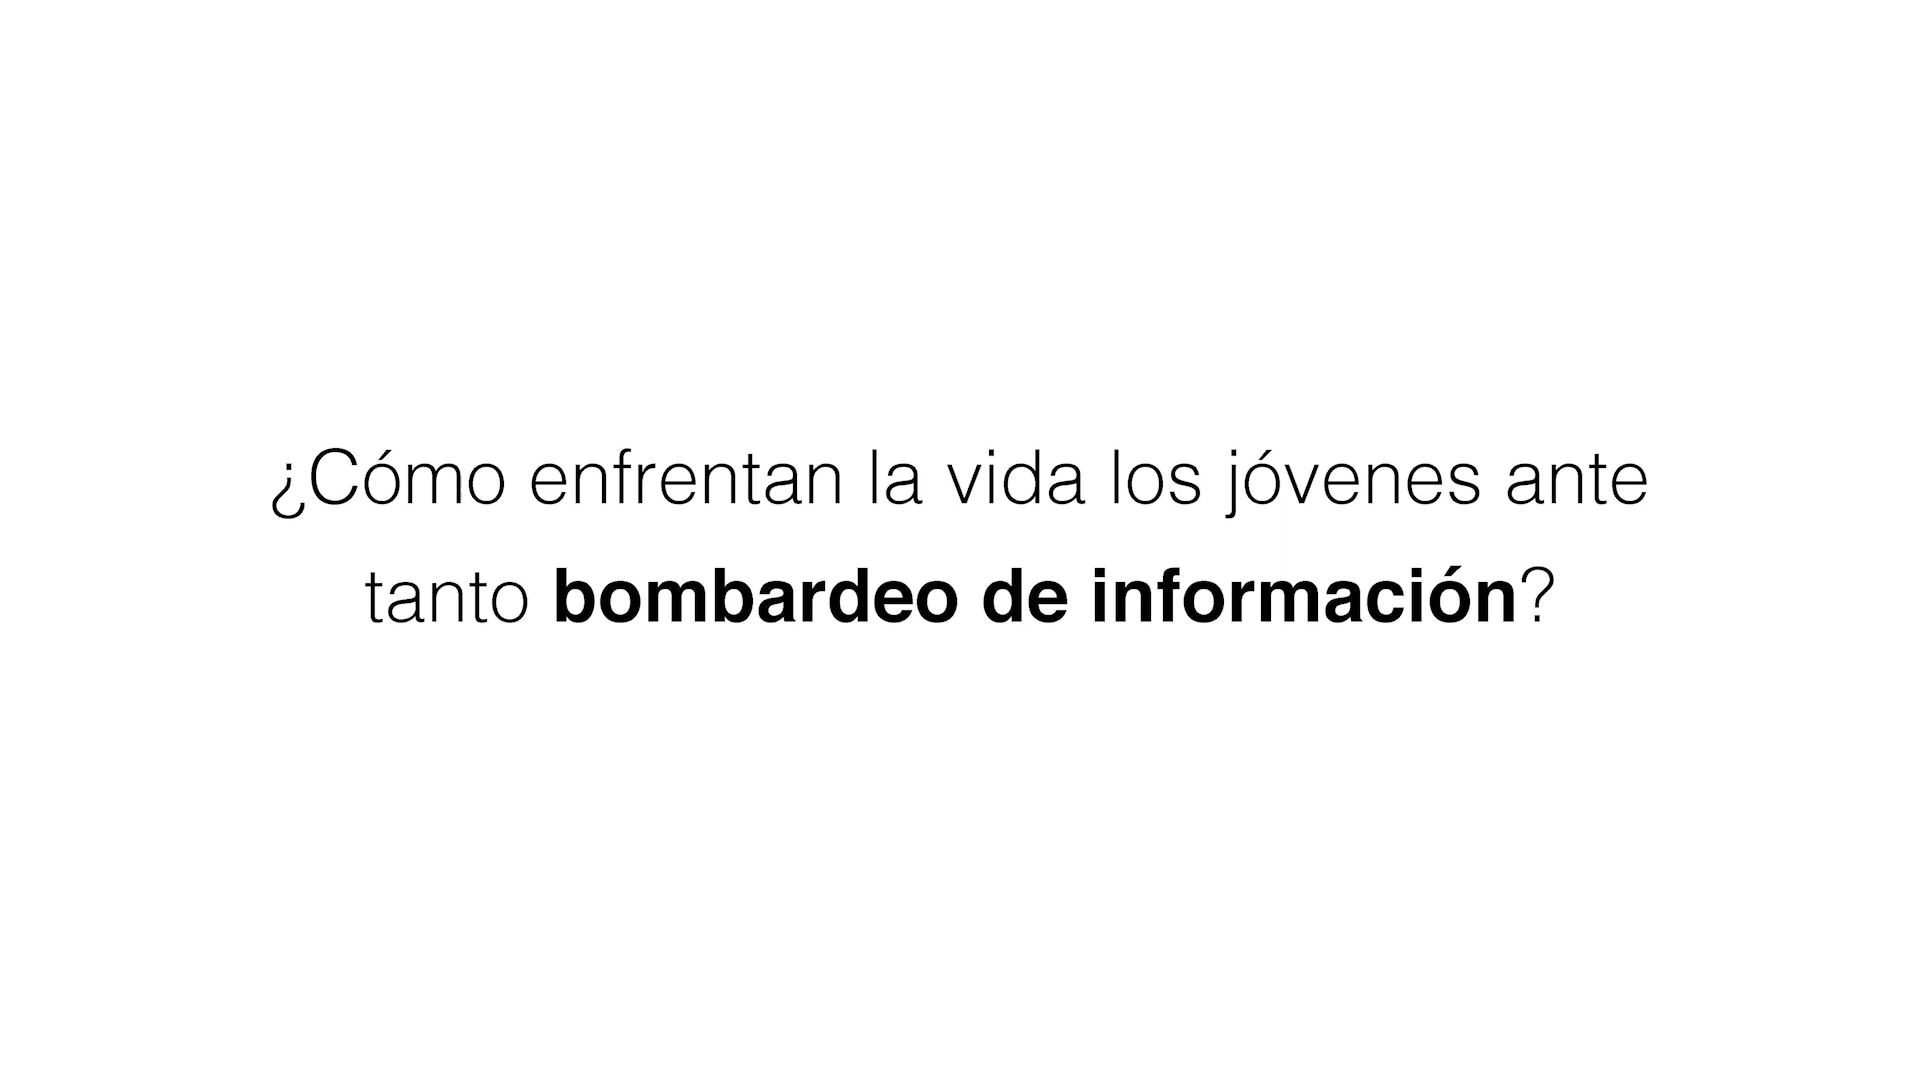 ¿Cómo enfrentan la vida los jóvenes ante
tanto bombardeo de información?